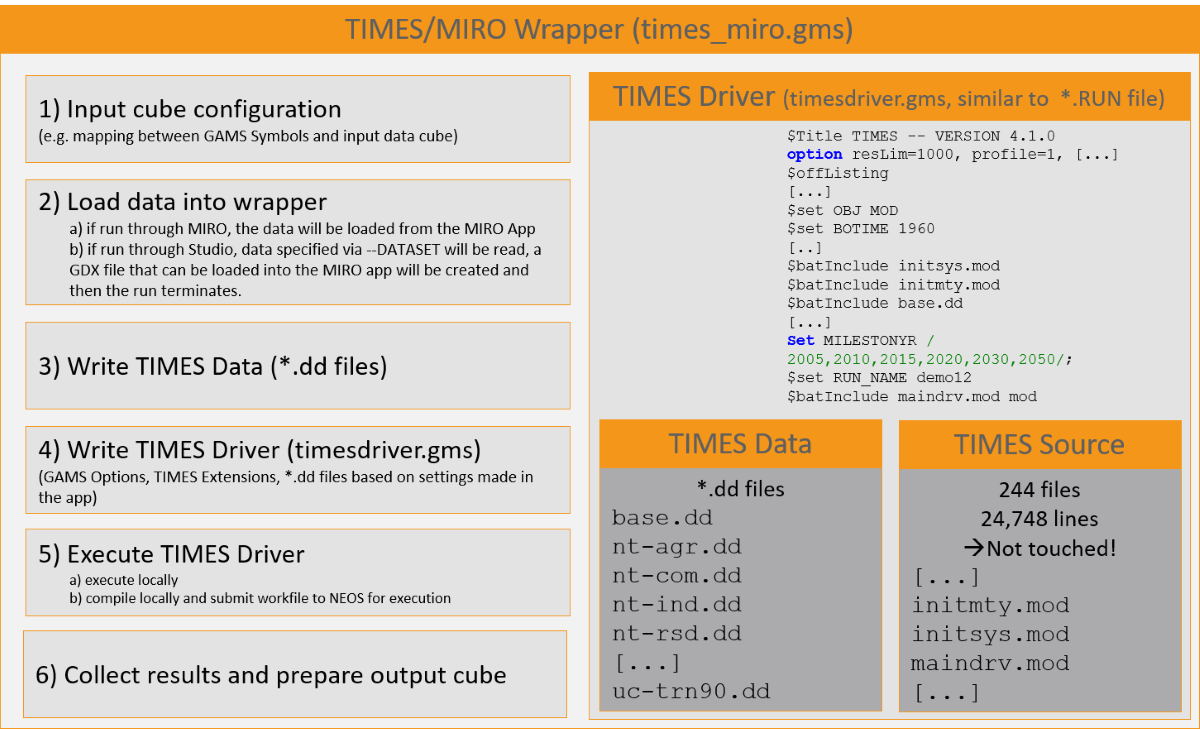 TIMES/MIRO Wrapper (times_miro.gms)
1) Input cube configuration
(e.g. mapping between GAMS Symbols and input data cube)
2) Load data into wrapper
a) if run through MIRO, the data will be loaded from the MIRO App
b) if run through Studio, data specified via --DATASET will be read, a
GDX file that can be loaded into the MIRO app will be created and
then the run terminates.
3) Write TIMES Data (*.dd files)
4) Write TIMES Driver (timesdriver.gms)
(GAMS Options, TIMES Extensions, *.dd files based on settings made in
the app)
5) Execute TIMES Driver
a) execute locally
b) compile locally and submit workfile to NEOS for execution
6) Collect results and prepare output cube
TIMES Driver (timesdriver.gms, similar to *.RUN file)
$Title TIMES -- VERSION 4.1.0
option resLim=1000, profile=1, [...]
$offListing
[...]
$set OBJ MOD
$set BOTIME 1960
[..]
$batInclude initsys.mod
$batInclude initmty.mod
$batInclude base.dd
[...]
Set MILESTONYR /
2005,2010,2015,2020,2030,2050/;
$set RUN_NAME demo12
$batInclude maindrv.mod mod
TIMES Data
*.dd files
base.dd
nt-agr.dd
nt-com.dd
nt-ind.dd
nt-rsd.dd
[...]
uc-trn90.dd
TIMES Source
244 files
24,748 lines
→Not touched!
[...]
initmty.mod
initsys.mod
maindrv.mod
[...]